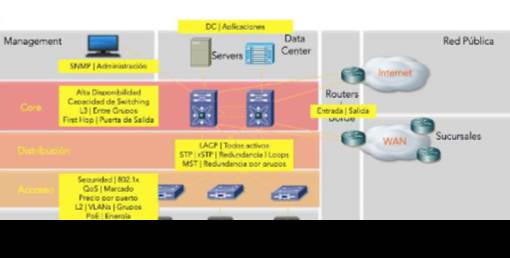 DC | Aplicaciones
Management
Servers
Data
Center
Red Pública
SNMP | Administración
Internet
Routers
Borde
Core
Alta Disponibilidad
Capacidad de Switching
L3 | Entre Grupos
First Hop | Puerta de Salida
Entrada | Salida
WAN
Sucursales
Distribución
LACP | Todos activos
STP | rSTP | Redundancia | Loops
MST | Redundancia por grupos
Acceso
Seguridad | 802.1x
QoS | Marcado
Precio por puerto
L2 | VLANs | Grupos
PoE | Energía